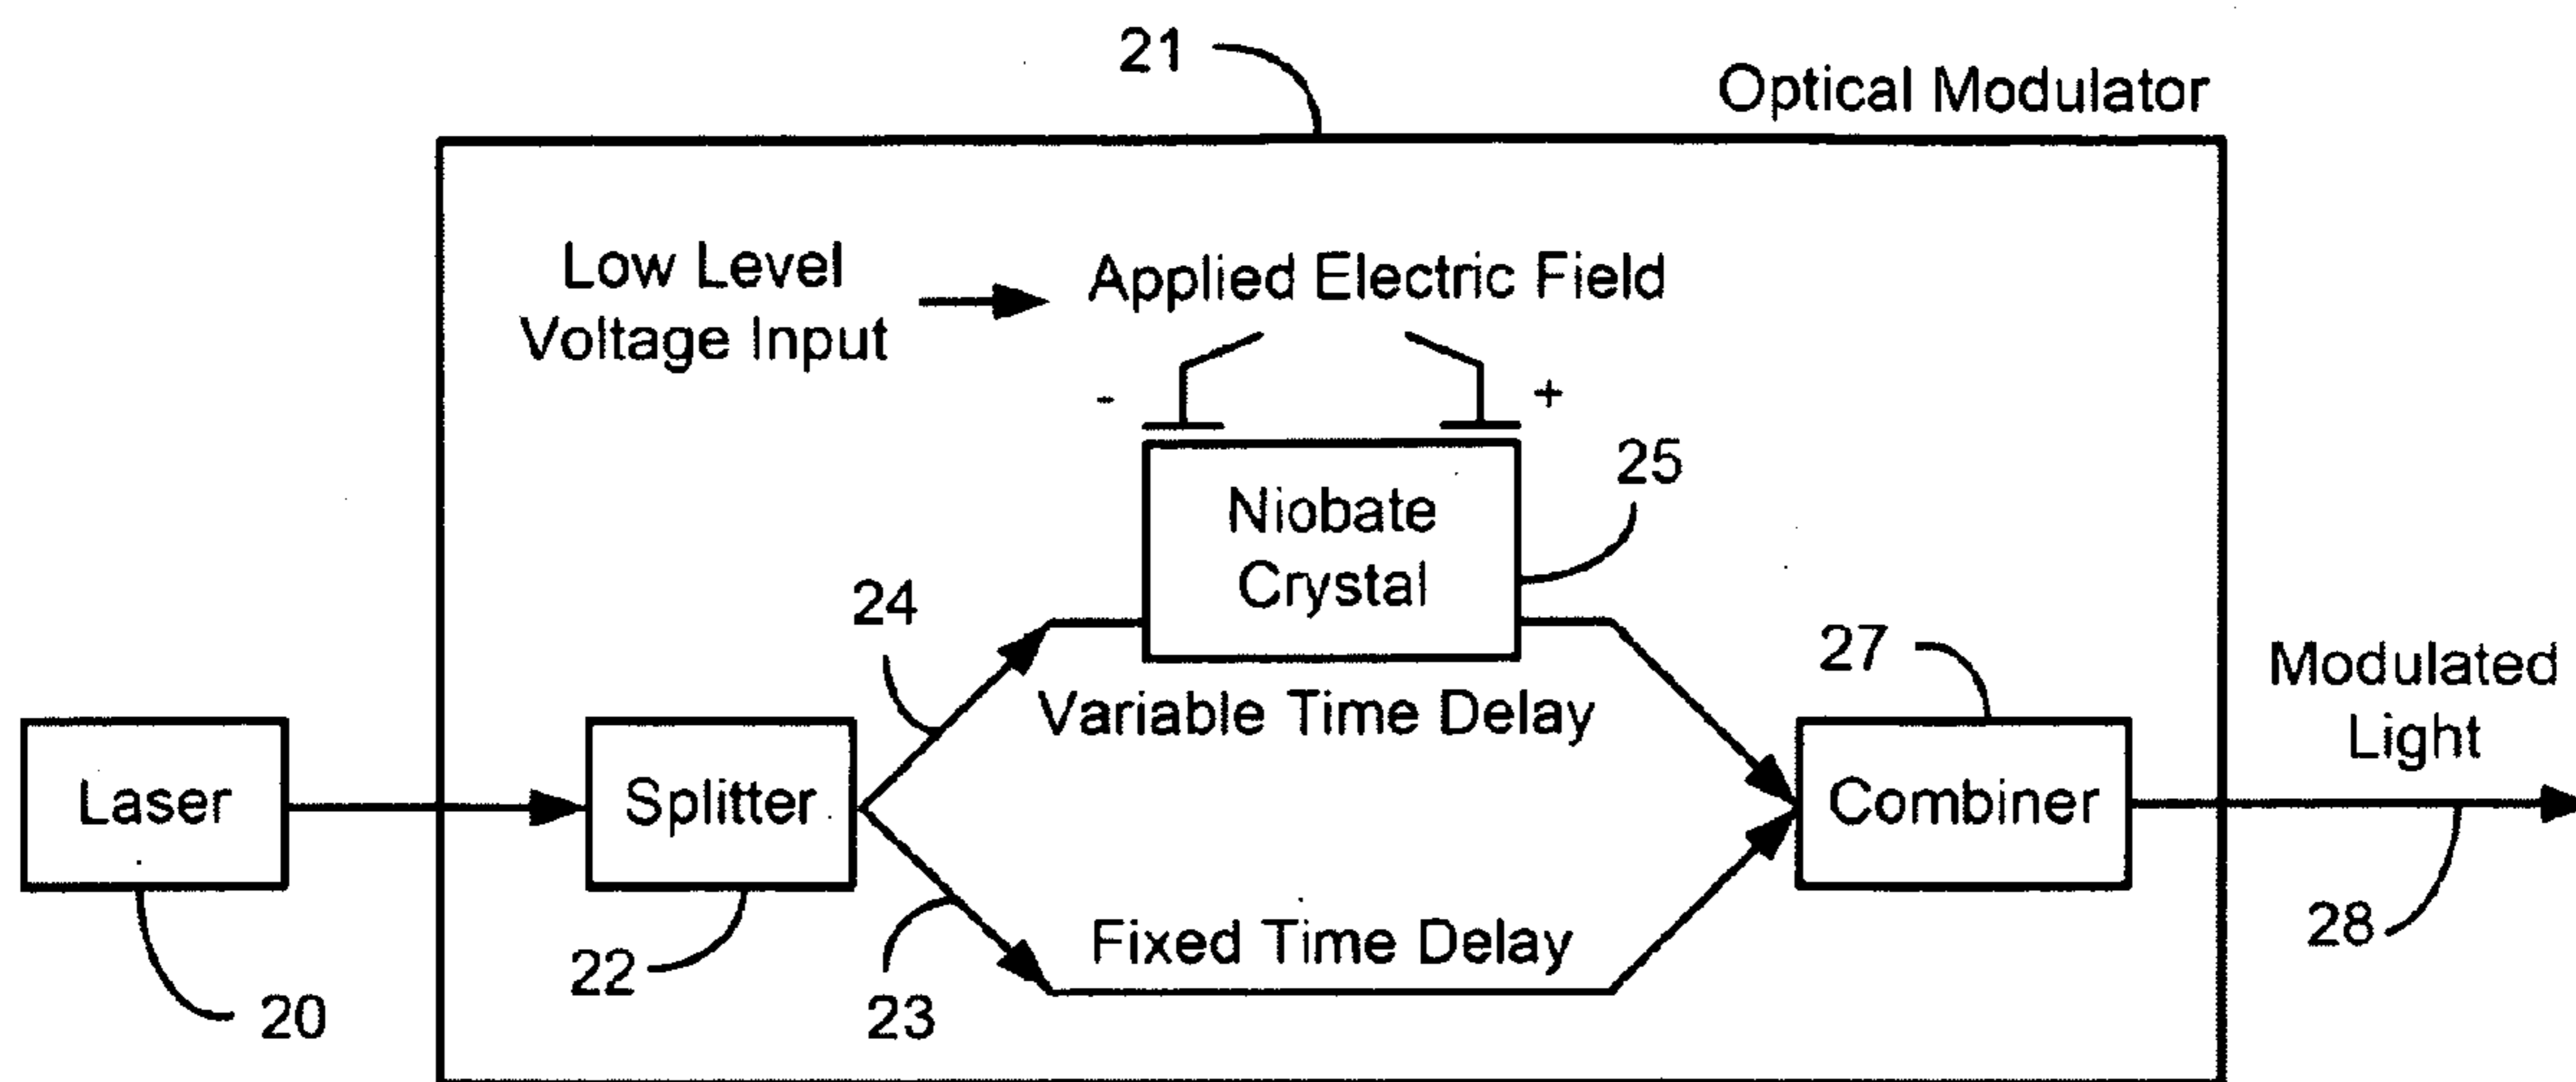 21
Optical Modulator
Low Level
Voltage Input
Applied Electric Field
- +
Niobate
Crystal
25
24
Variable Time Delay
27
Modulated
Light
Laser
Splitter
Combiner
Fixed Time Delay
20
22
23
28